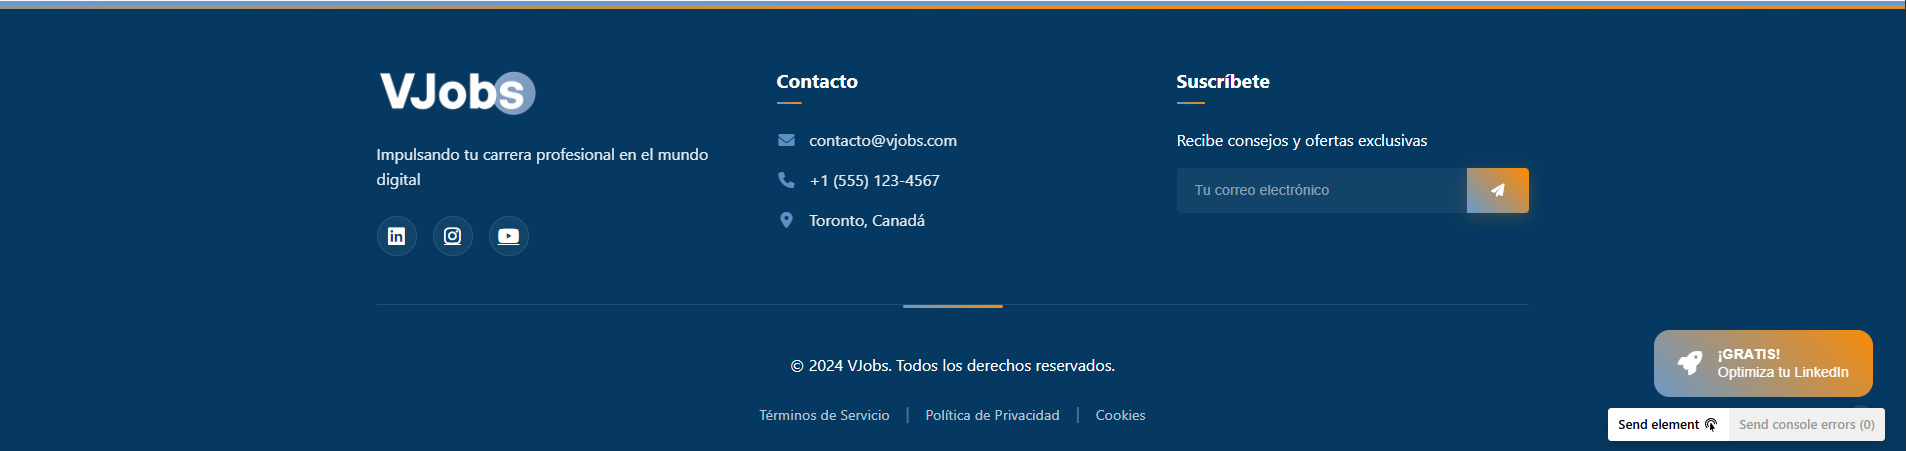 VJobs
Impulsando tu carrera profesional en el mundo
digital
Contacto
contacto@vjobs.com
+1 (555) 123-4567
Toronto, Canadá
Suscríbete
Recibe consejos y ofertas exclusivas
Tu correo electrónico
© 2024 VJobs. Todos los derechos reservados.
Términos de Servicio | Política de Privacidad | Cookies
¡GRATIS!
Optimiza tu LinkedIn
Send element Send console errors (0)